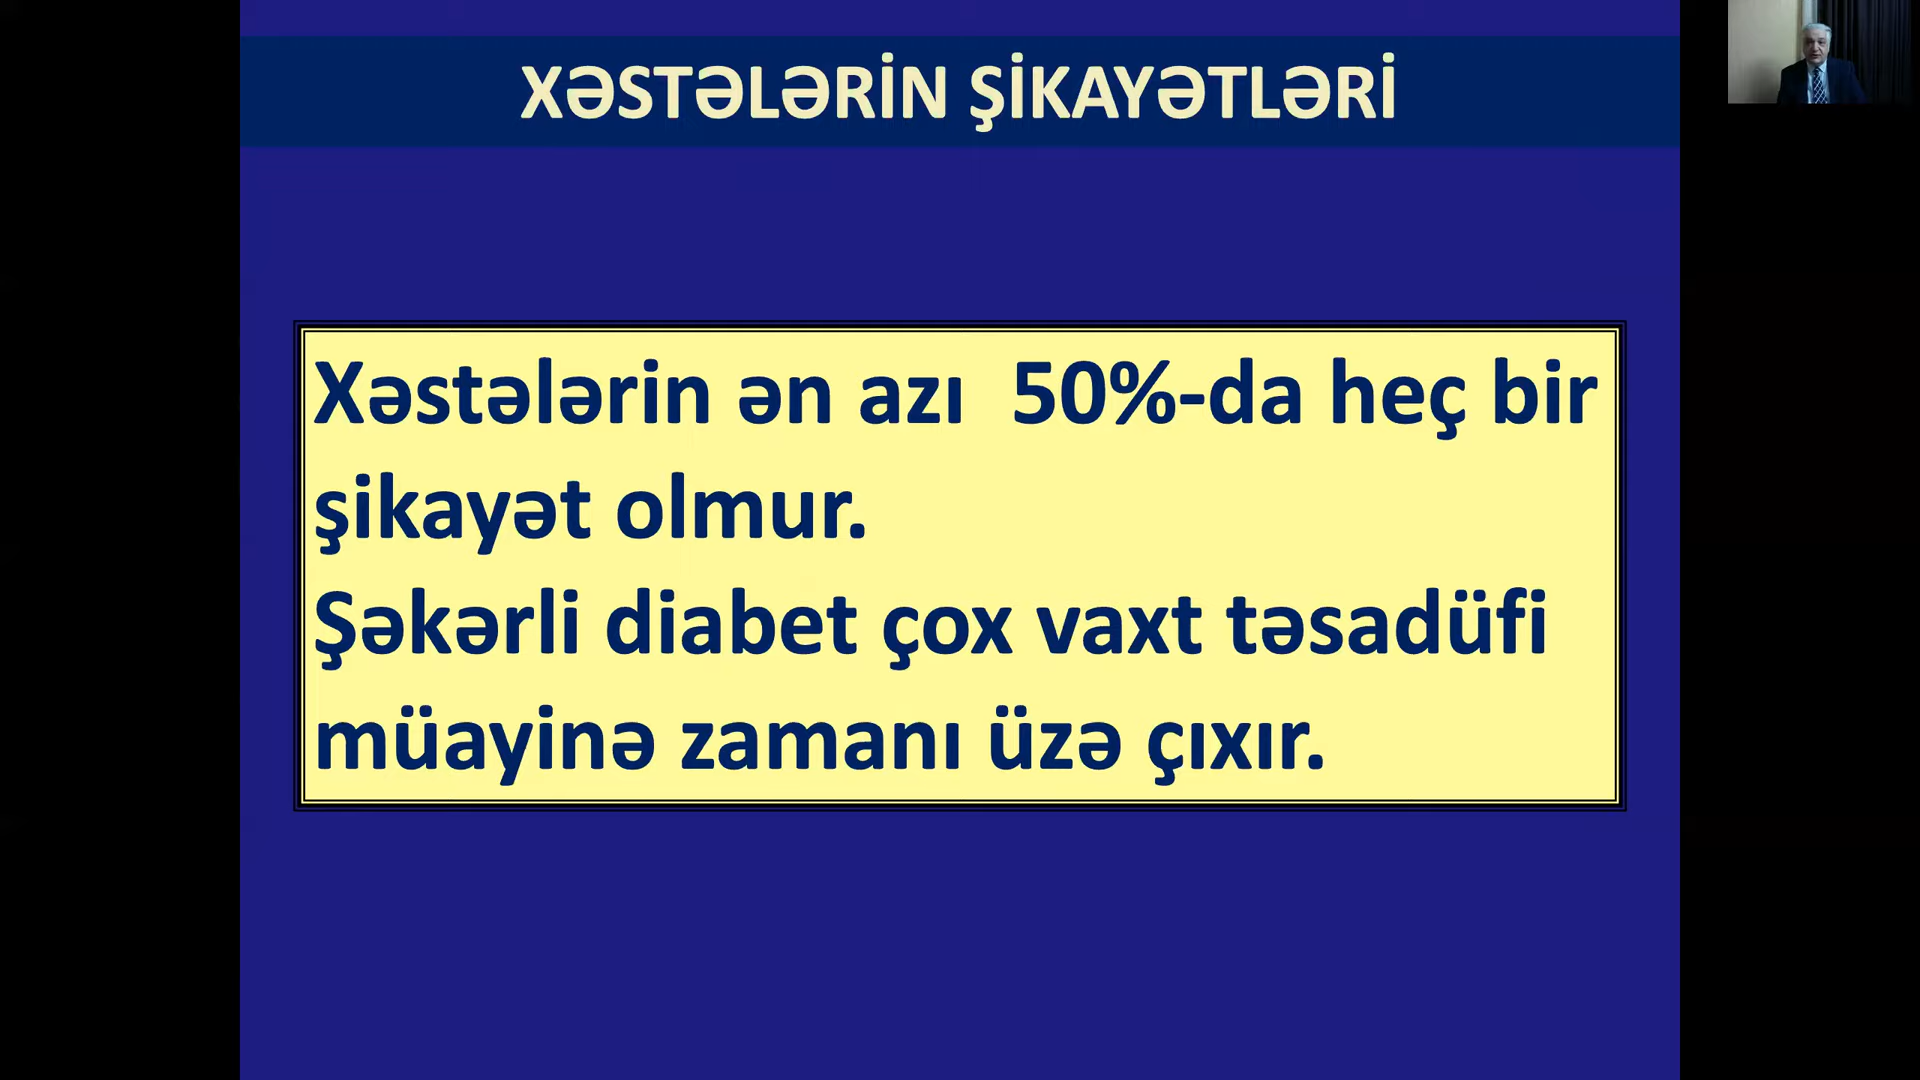 XƏSTƏLƏRİN ŞİKAYƏTLƏRİ
Xəstələrin ən azı  50%-da heç bir
şikayət olmur.
Şəkərli diabet çox vaxt təsadüfi
müayinə zamanı üzə çıxır.